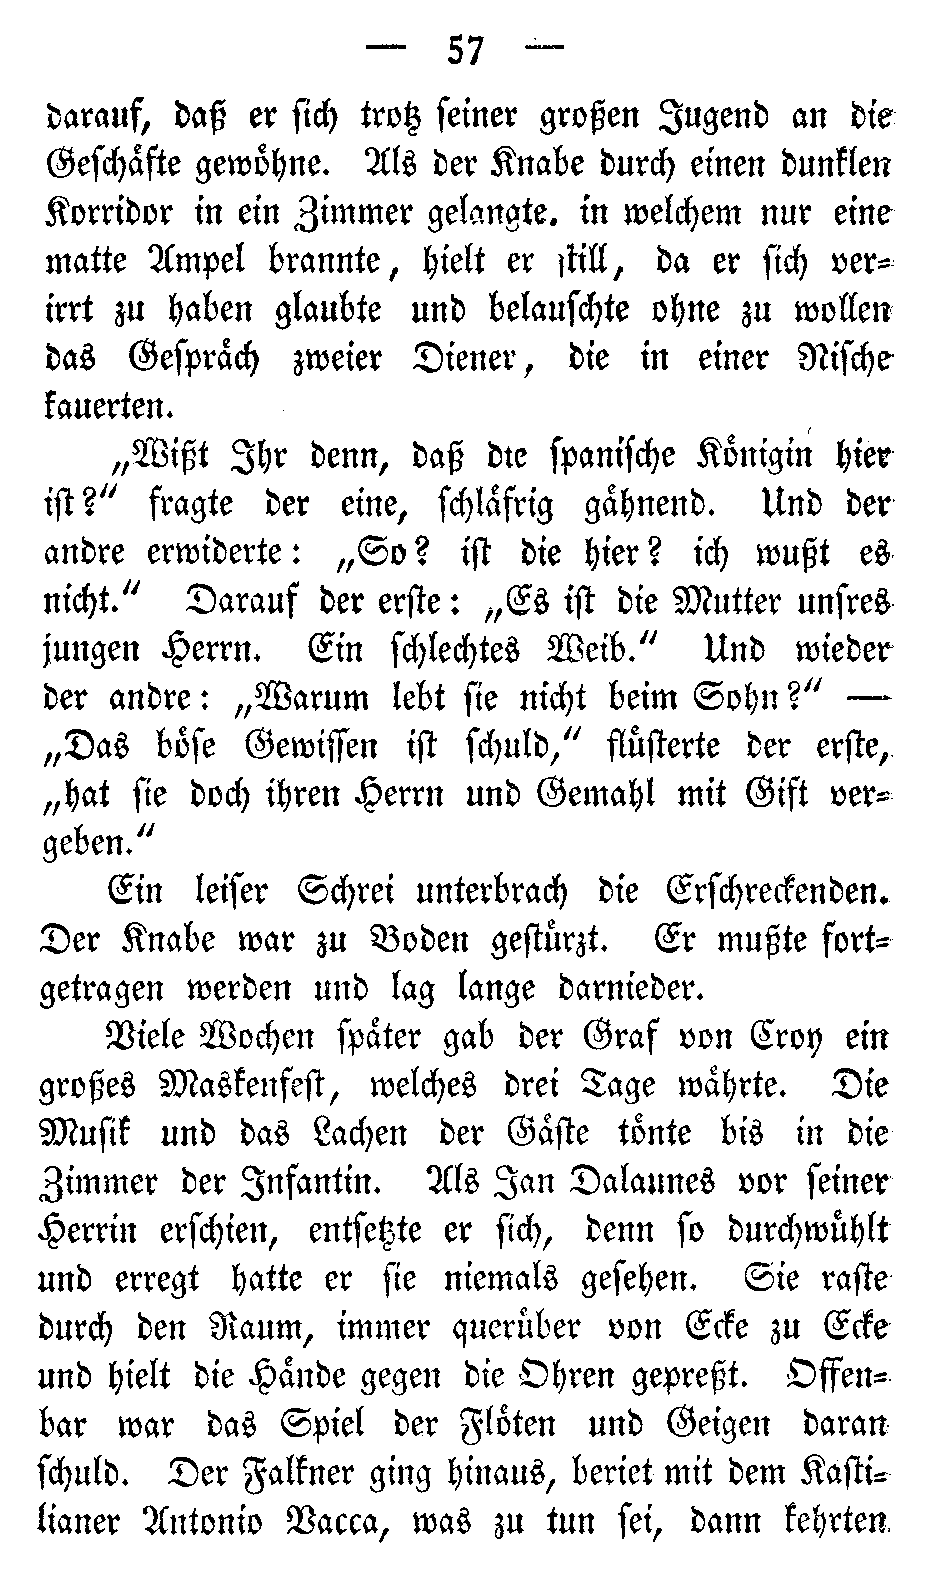 — 57 —
darauf, daß er sich trotz seiner großen Jugend an die
Geschäfte gewöhne. Als der Knabe durch einen dunklen
Korridor in ein Zimmer gelangte. in welchem nur eine
matte Ampel brannte, hielt er still, da er sich ver-
irrt zu haben glaubte und belauschte ohne zu wollen
das Gespräch zweier Diener, die in einer Nische
kauerten.
„Wißt Ihr denn, daß die spanische Königin hier
ist?“ fragte der eine, schläfrig gähnend. Und der
andre erwiderte: „So? ist die hier? ich wußt es
nicht.“ Darauf der erste: „Es ist die Mutter unsres
jungen Herrn. Ein schlechtes Weib.“ Und wieder
der andre: „Warum lebt sie nicht beim Sohn?“ —
„Das böse Gewissen ist schuld,“ flüsterte der erste,
„hat sie doch ihren Herrn und Gemahl mit Gift ver-
geben.“
Ein leiser Schrei unterbrach die Erschreckenden.
Der Knabe war zu Boden gestürzt. Er mußte fort-
getragen werden und lag lange darnieder.
Viele Wochen später gab der Graf von Croy ein
großes Maskenfest, welches drei Tage währte. Die
Musik und das Lachen der Gäste tönte bis in die
Zimmer der Infantin. Als Jan Dalaunes vor seiner
Herrin erschien, entsetzte er sich, denn so durchwühlt
und erregt hatte er sie niemals gesehen. Sie raste
durch den Raum, immer querüber von Ecke zu Ecke
und hielt die Hände gegen die Ohren gepreßt. Offen-
bar war das Spiel der Flöten und Geigen daran
schuld. Der Falkner ging hinaus, beriet mit dem Kasti-
lianer Antonio Vacca, was zu tun sei, dann kehrten